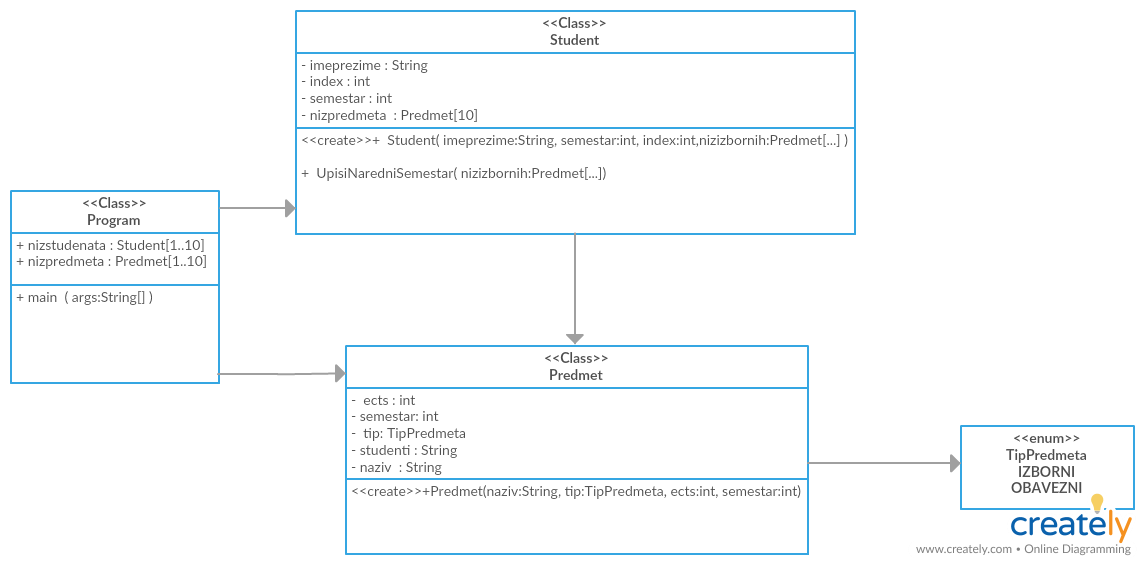 <<Class>>
Student
- imeprezime : String
- index : int
- semestar : int
- nizpredmeta : Predmet[10]
<<create>>+ Student( imeprezime:String, semestar:int, index:int,nizizbornih:Predmet[...] )
+ UpisiNaredniSemestar( nizizbornih:Predmet[...])
<<Class>>
Program
+ nizstudenata : Student[1..10]
+ nizpredmeta : Predmet[1..10]
+ main ( args:String[] )
<<Class>>
Predmet
- ects : int
- semestar: int
- tip: TipPredmeta
- studenti : String
- naziv : String
<<create>>+Predmet(naziv:String, tip:TipPredmeta, ects:int, semestar:int)
<<enum>>
TipPredmeta
IZBORNI
OBAVEZNI
creately
www.creately.com • Online Diagramming